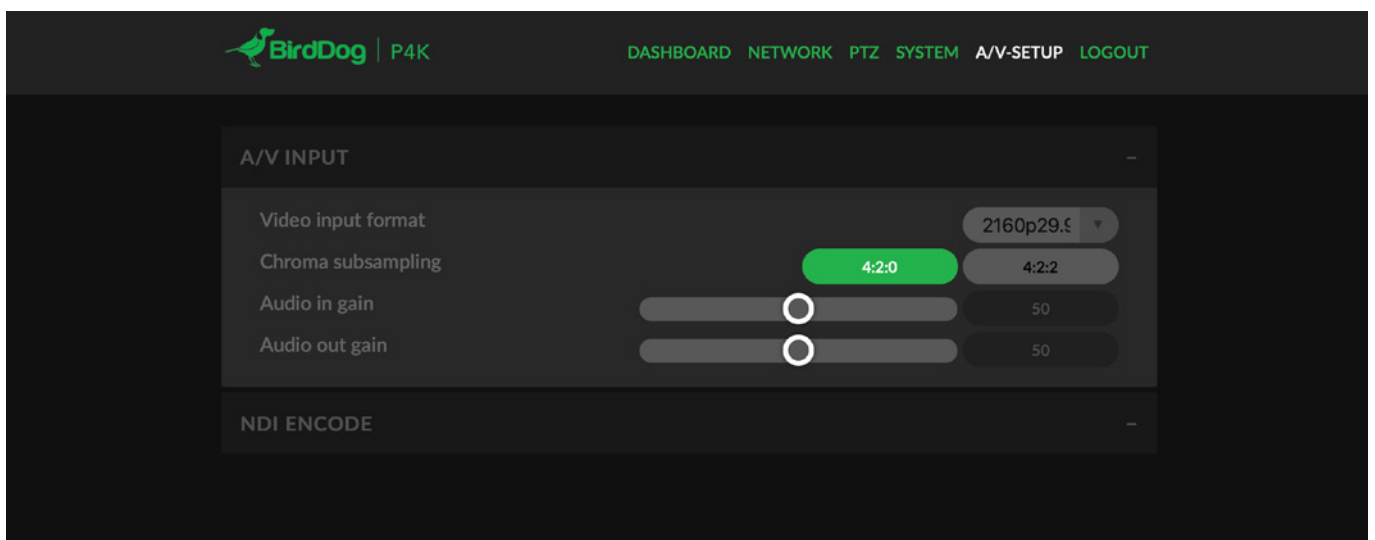 BirdDog | P4K DASHBOARD NETWORK PTZ SYSTEM A/V-SETUP LOGOUT
A/V INPUT –
Video input format 2160p29.9
Chroma subsampling 4:2:0 4:2:2
Audio in gain 50
Audio out gain 50
NDI ENCODE –